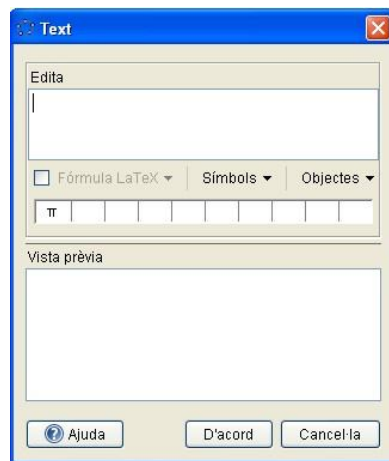 Text
Edita
Fórmula LaTeX Símbols Objectes
π
Vista prèvia
Ajuda D'acord Cancel·la